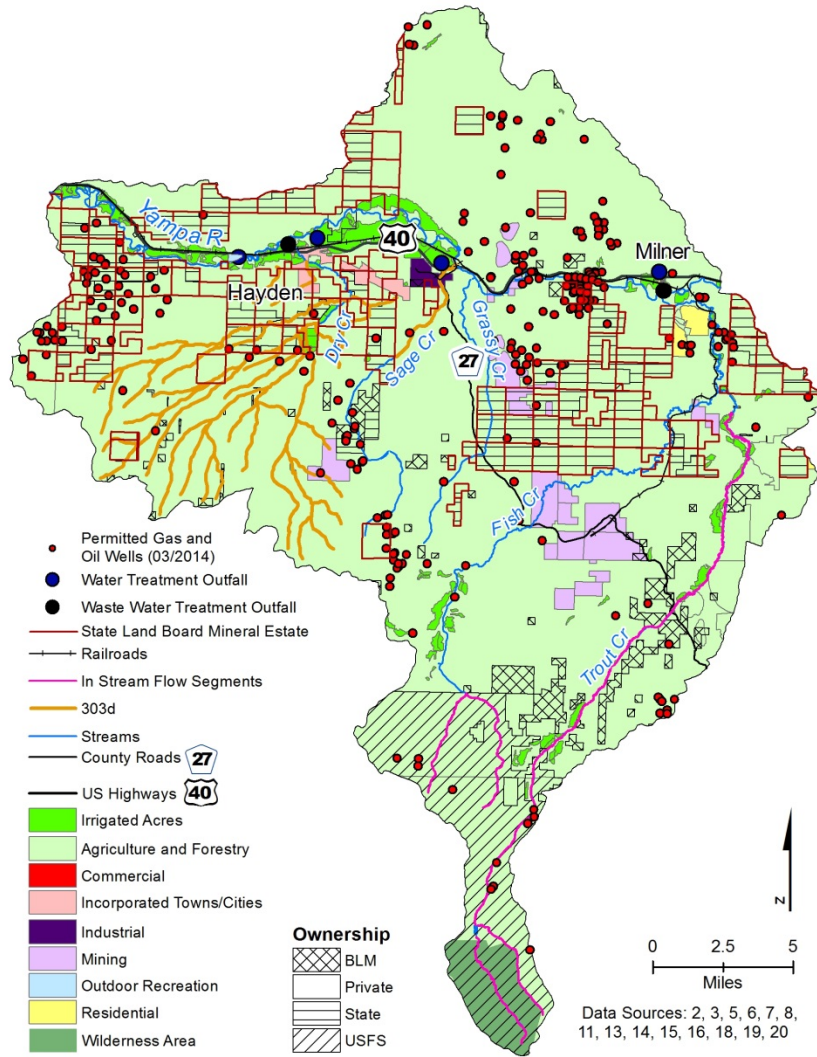 Yampa R
40
Milner
Hayden
Dry Cr
Sage Cr
Grassy Cr
27
Fish Cr
Trout Cr
Permitted Gas and
Oil Wells (03/2014)
Water Treatment Outfall
Waste Water Treatment Outfall
State Land Board Mineral Estate
Railroads
In Stream Flow Segments
303d
Streams
County Roads 27
US Highways 40
Irrigated Acres
Agriculture and Forestry
Commercial
Incorporated Towns/Cities
Industrial
Mining
Outdoor Recreation
Residential
Wilderness Area
Ownership
BLM
Private
State
USFS
N
0 5
Miles
Data Sources: 2, 3, 5, 6, 7, 8,
11, 13, 14, 15, 16, 18, 19, 20